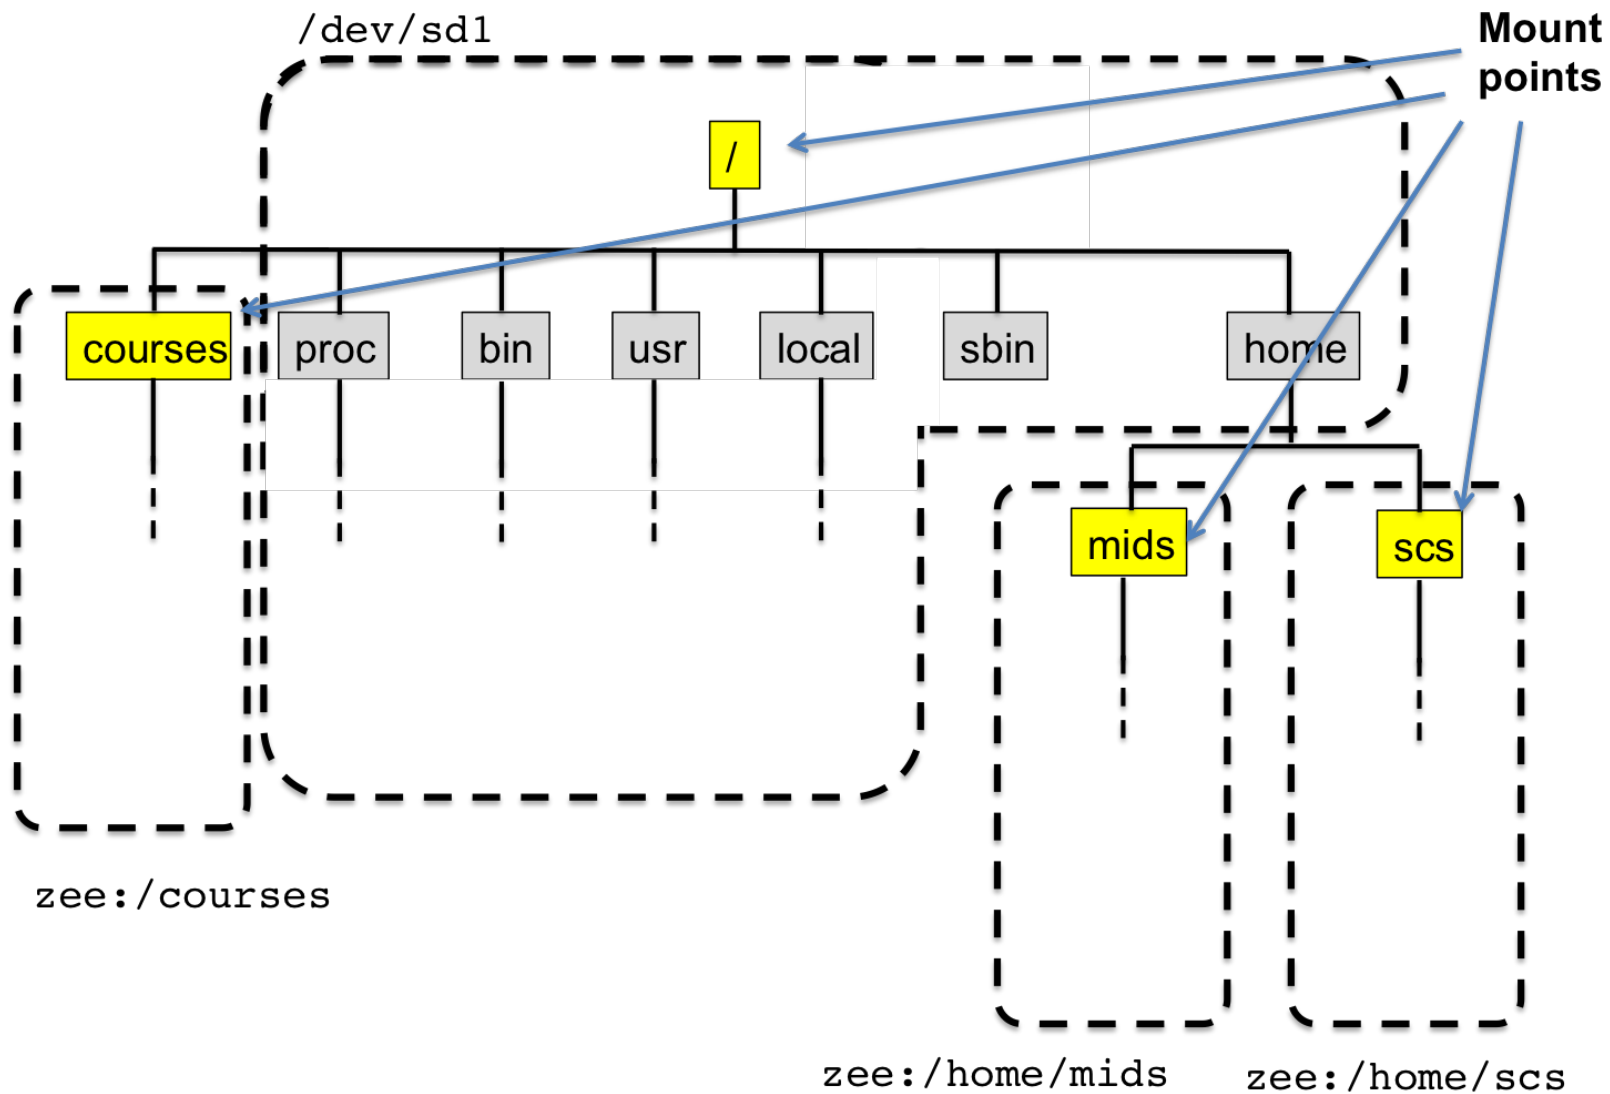 /dev/sd1
Mount
points
/
courses
proc
bin
usr
local
sbin
home
mids
scs
zee:/courses
zee:/home/mids
zee:/home/scs